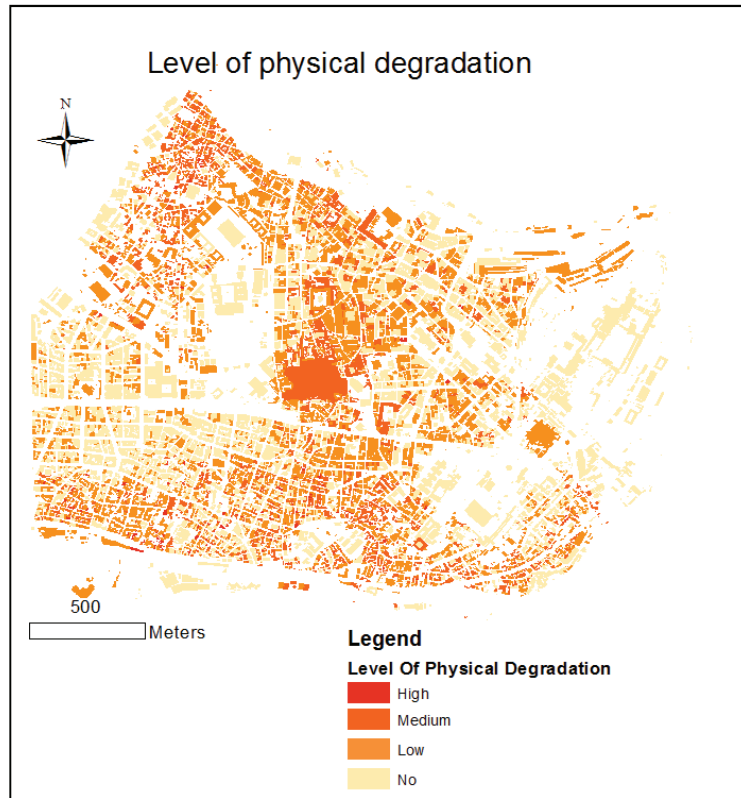 Level of physical degradation
N
500
Meters
Legend
Level Of Physical Degradation
High
Medium
Low
No